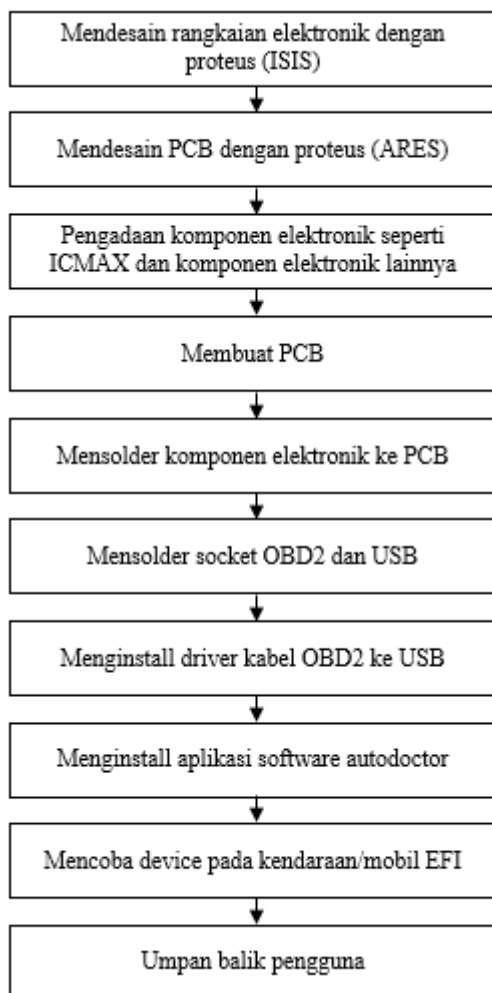 Mendesain rangkaian elektronik dengan
proteus (ISIS)
Mendesain PCB dengan proteus (ARES)
Pengadaan komponen elektronik seperti
ICMAX dan komponen elektronik lainnya
Membuat PCB
Mensolder komponen elektronik ke PCB
Mensolder socket OBD2 dan USB
Menginstall driver kabel OBD2 ke USB
Menginstall aplikasi software autodoctor
Mencoba device pada kendaraan/mobil EFI
Umpan balik pengguna